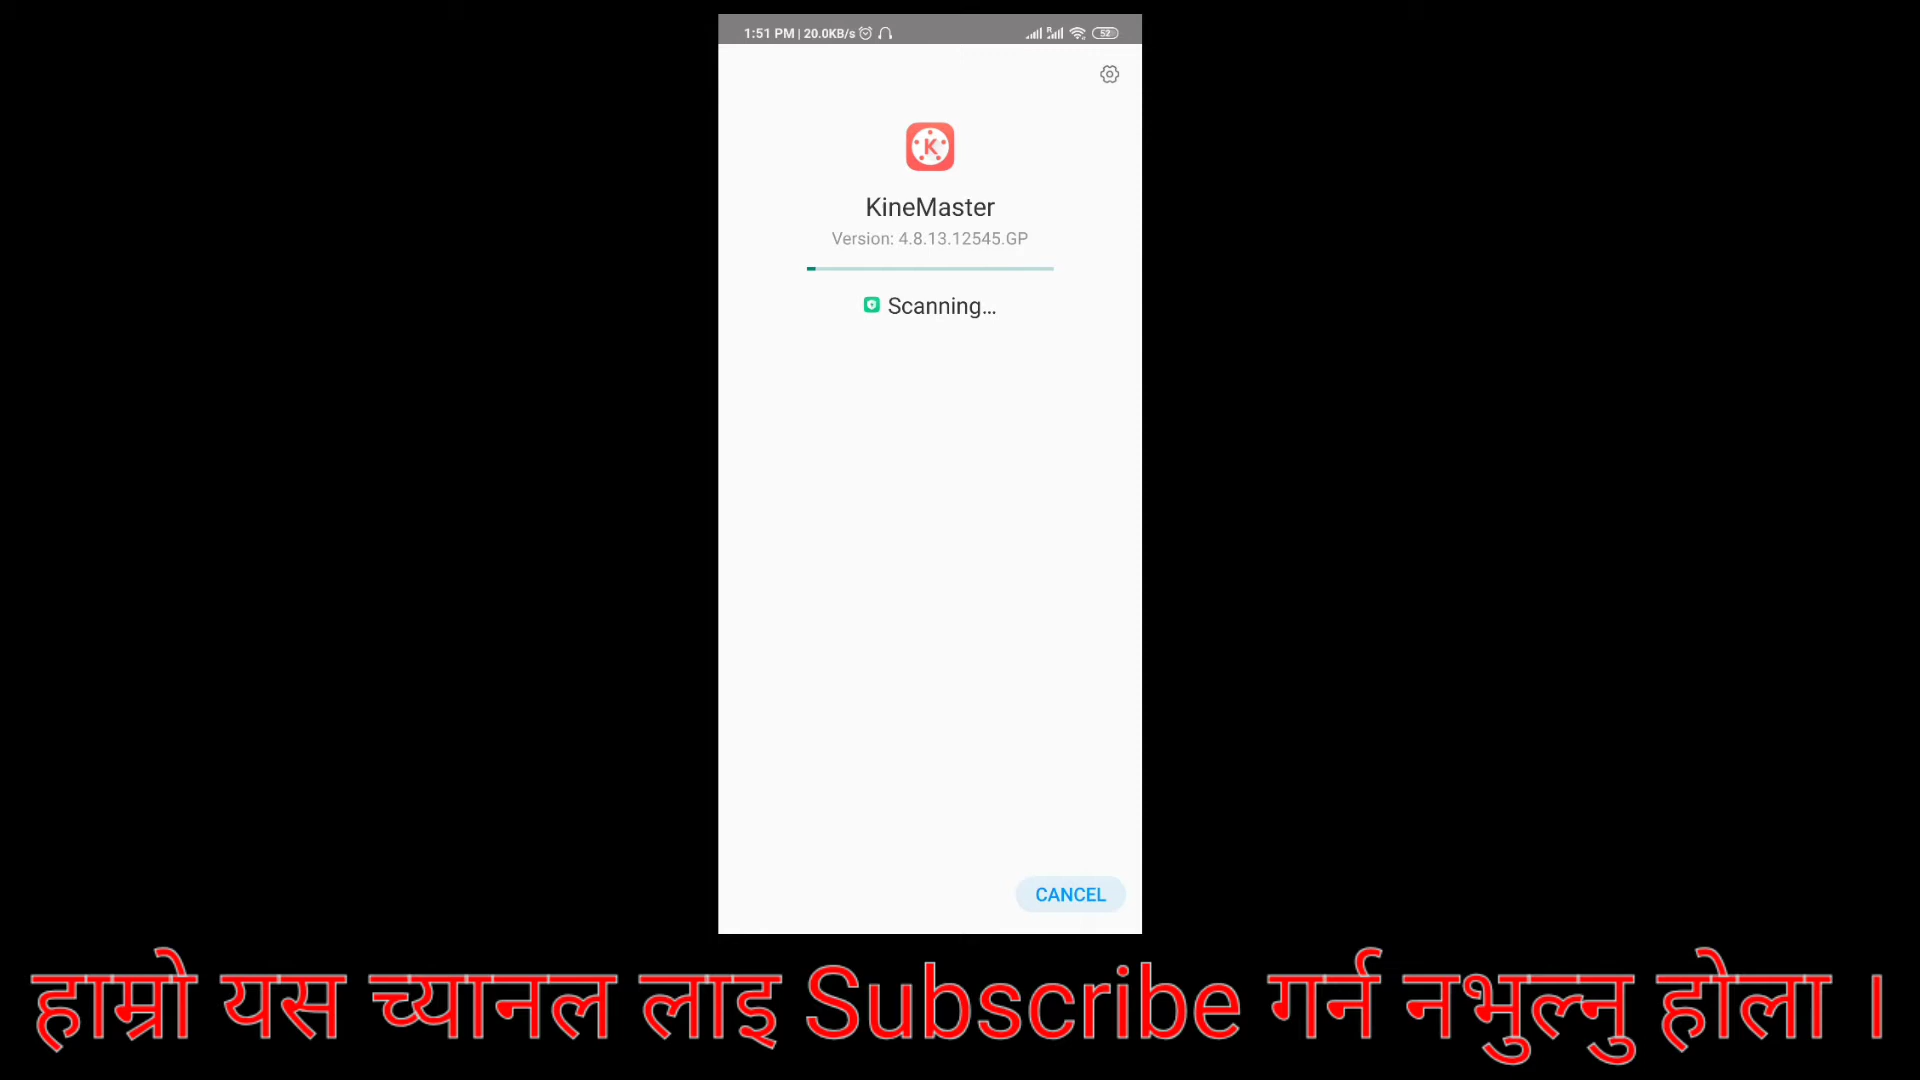 1:51 PM | 20.0KB/s
R
52
K
KineMaster
Version: 4.8.13.12545.GP
Scanning...
CANCEL
हाम्रो यस च्यानल लाइ Subscribe गर्न नभुल्नु होला ।